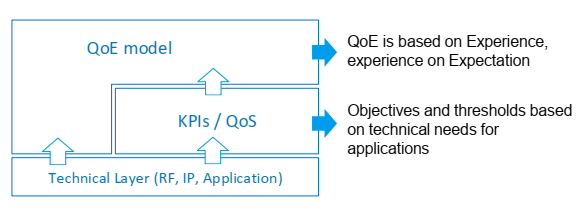 QoE model
QoE is based on Experience,
experience on Expectation
KPIs / QoS
Objectives and thresholds based
on technical needs for
applications
Technical Layer (RF, IP, Application)